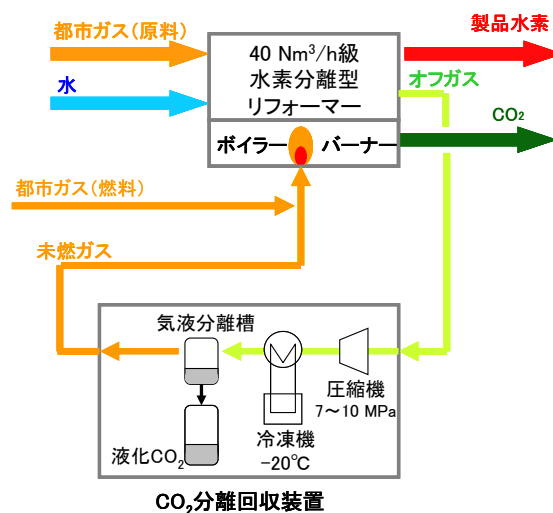 都市ガス(原料)
水
40 Nm³/h級
水素分離型
リフォーマー
製品水素
オフガス
CO₂
ボイラー バーナー
都市ガス(燃料)
未燃ガス
気液分離槽
圧縮機
7～10 MPa
冷凍機
-20℃
液化CO₂
CO₂分離回収装置